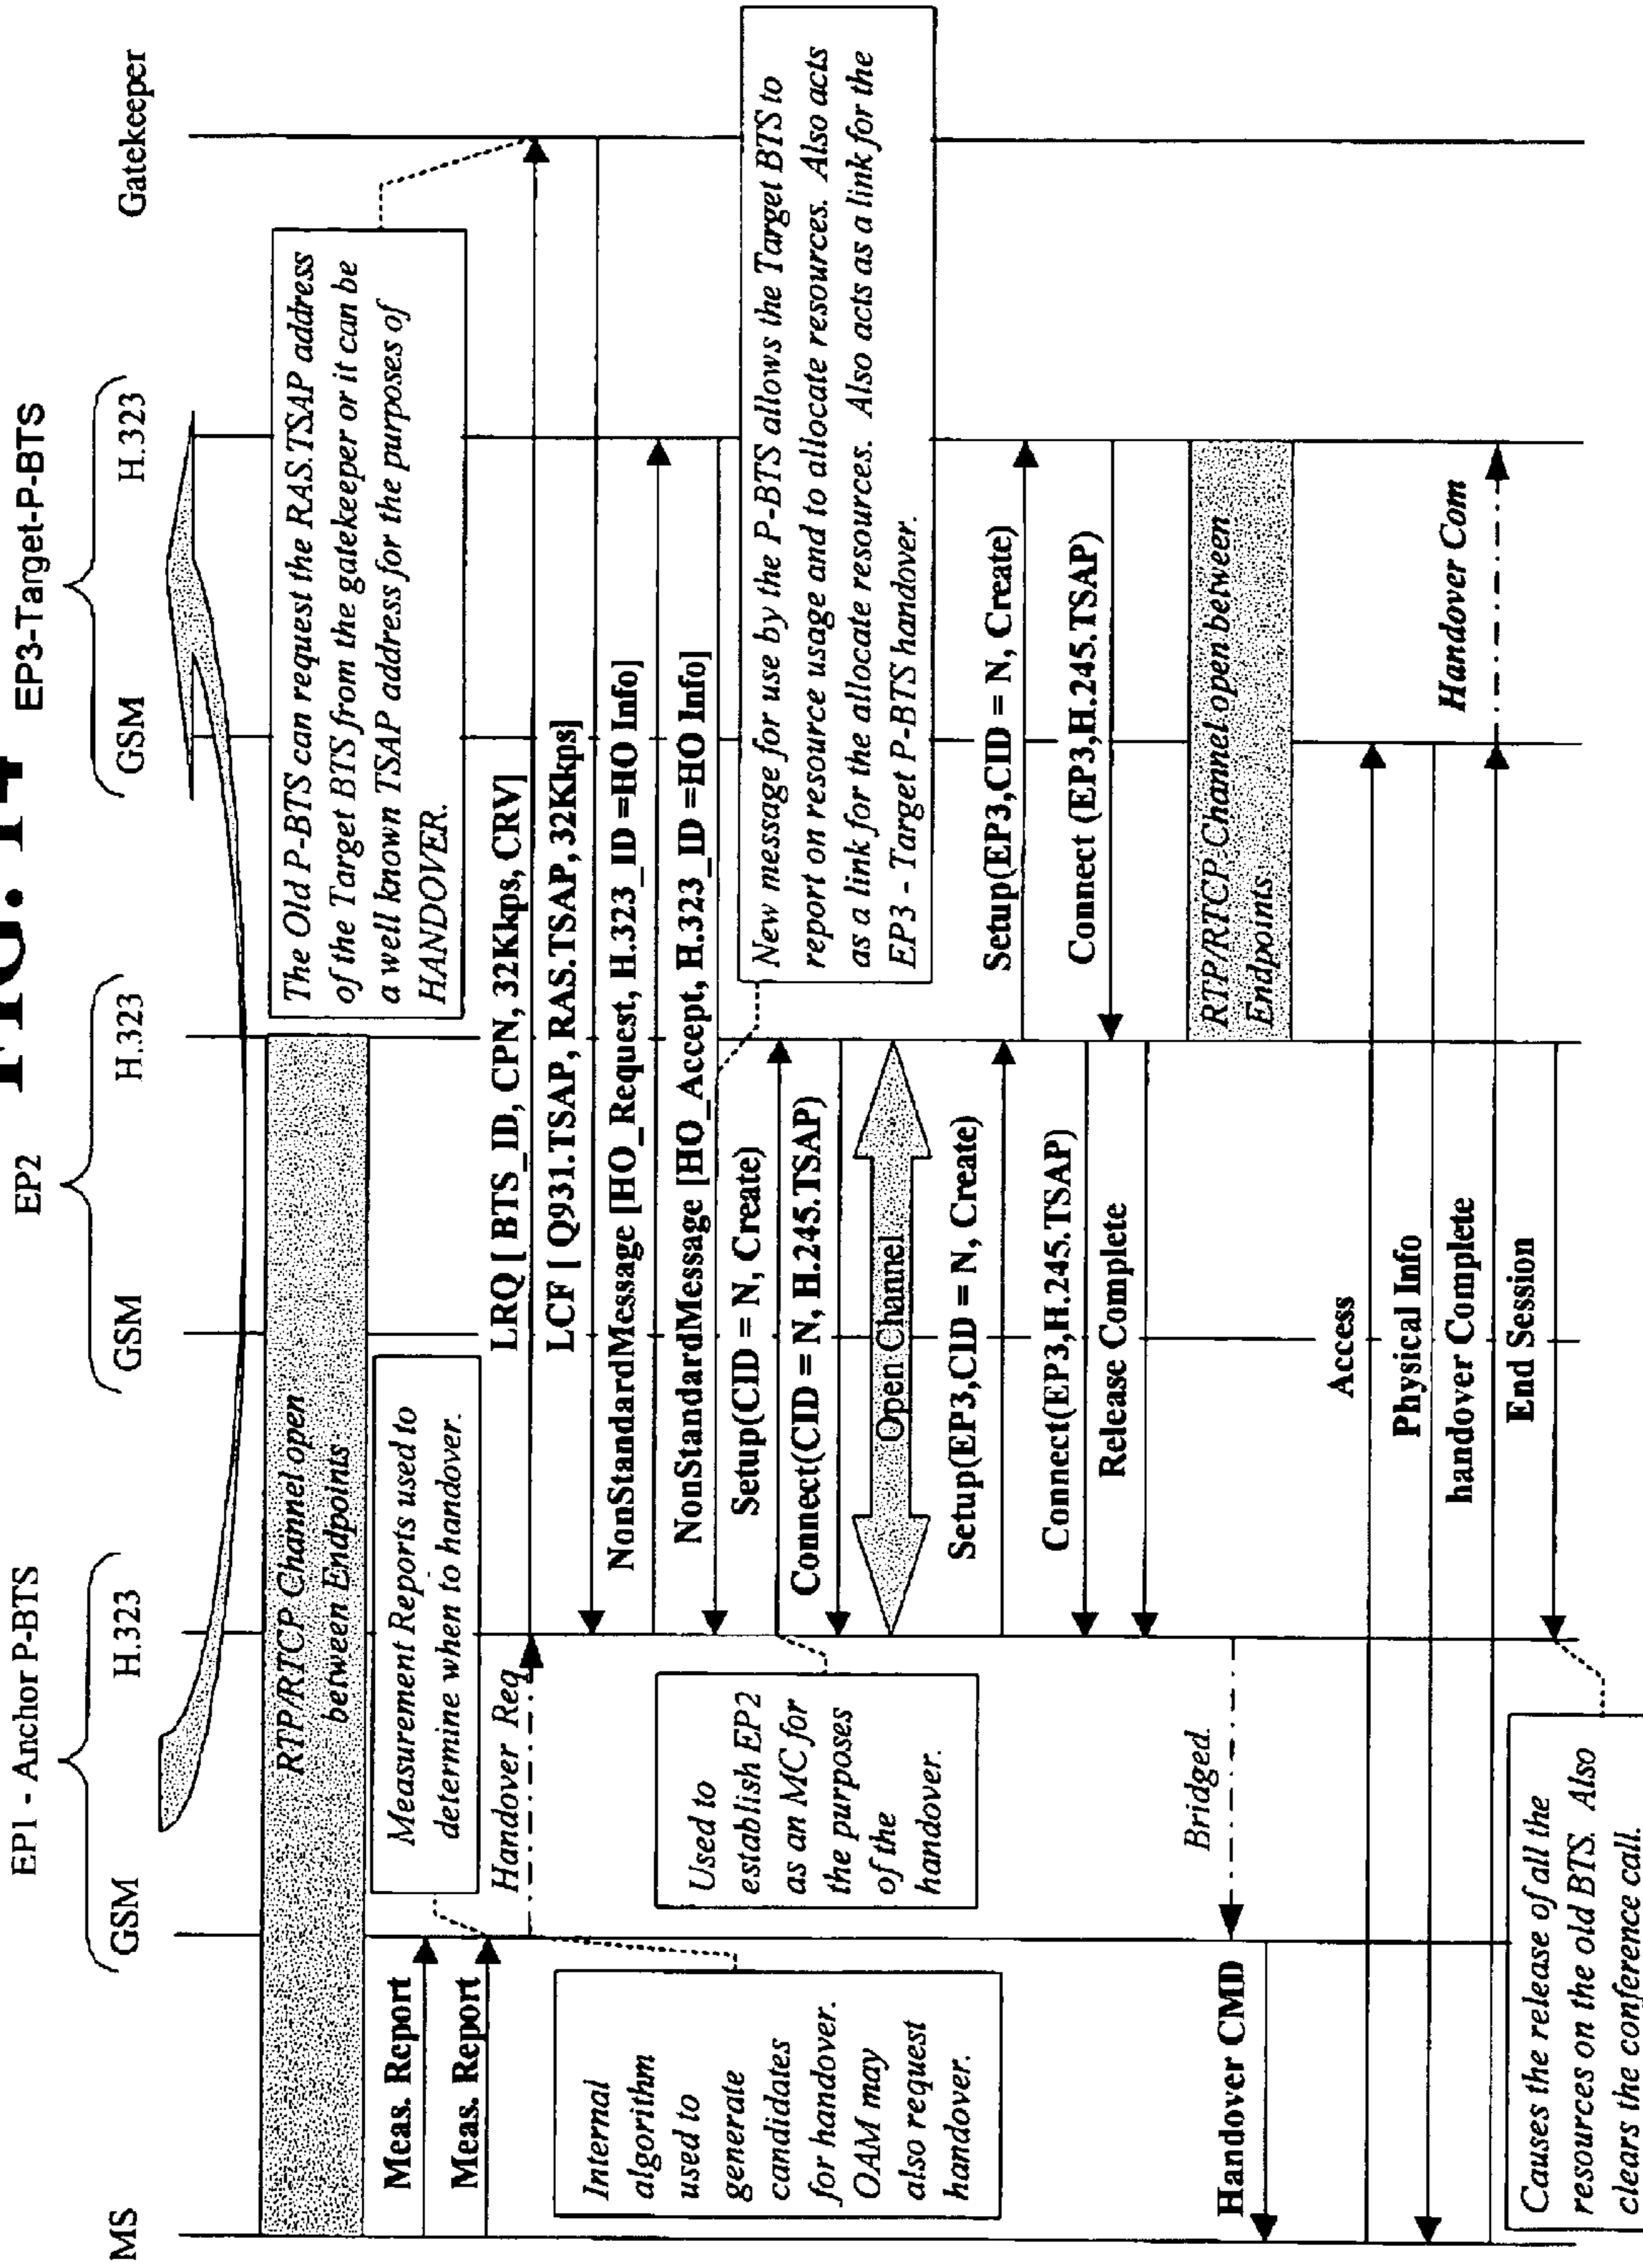 FIG. 14
MS
EP1 - Anchor P-BTS
GSM
H.323
EP2
GSM
H.323
EP3-Target-P-BTS
GSM
H.323
Gatekeeper
RTP/RTCP Channel open
between Endpoints
The Old P-BTS can request the RAS.TSAP address
of the Target BTS from the gatekeeper or it can be
a well known TSAP address for the purposes of
HANDOVER.
Meas. Report
Meas. Report
Measurement Reports used to
determine when to handover.
Handover Req
LRQ [ BTS_ID, CPN, 32Kkps, CRV]
LCF [ Q931.TSAP, RAS.TSAP, 32Kkps]
NonStandardMessage [HO_Request, H.323_ID =HO Info]
NonStandardMessage [HO_Accept, H.323_ID =HO Info]
Internal
algorithm
used to
generate
candidates
for handover.
OAM may
also request
handover.
Used to
establish EP2
as an MC for
the purposes
of the
handover.
New message for use by the P-BTS allows the Target BTS to
report on resource usage and to allocate resources. Also acts
as a link for the allocate resources. Also acts as a link for the
EP3 - Target P-BTS handover.
Setup(CID = N, Create)
Connect(CID = N, H.245.TSAP)
Open Channel
Setup(EP3,CID = N, Create)
Setup(EP3,CID = N, Create)
Connect(EP3,H.245.TSAP)
Connect (EP3,H.245.TSAP)
Release Complete
RTP/RTCP Channel open between
Endpoints
Bridged
Handover CMD
Access
Physical Info
handover Complete
Handover Com
End Session
Causes the release of all the
resources on the old BTS. Also
clears the conference call.